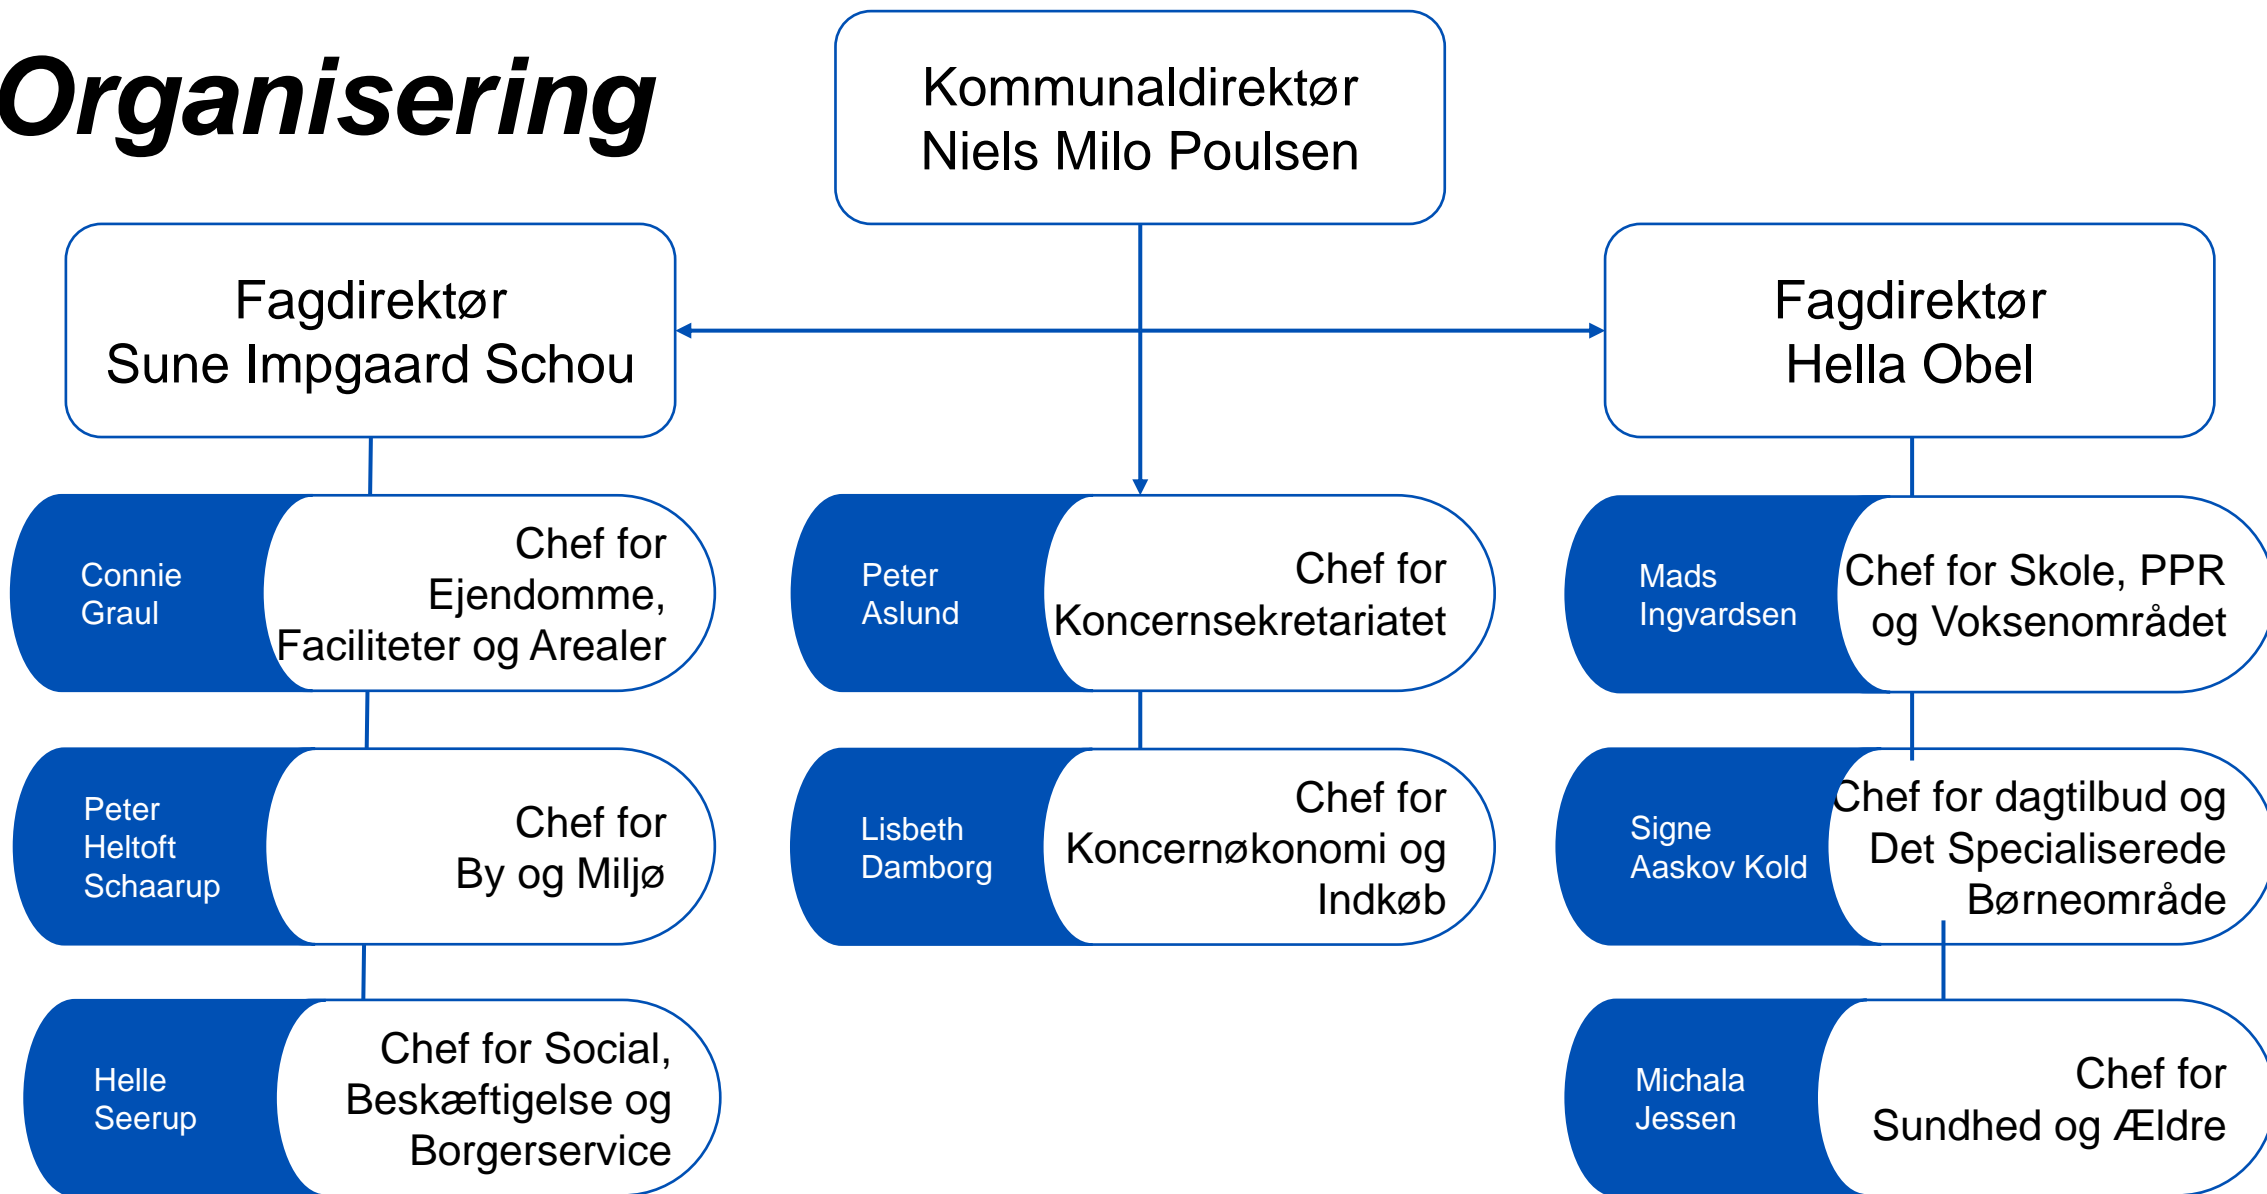 Organisering
Kommunaldirektør
Niels Milo Poulsen
Fagdirektør
Sune Impgaard Schou
Fagdirektør
Hella Obel
Connie
Graul
Chef for
Ejendomme,
Faciliteter og Arealer
Peter
Aslund
Chef for
Koncernsekretariatet
Mads
Ingvardsen
Chef for Skole, PPR
og Voksenområdet
Peter
Heltoft
Schaarup
Chef for
By og Miljø
Lisbeth
Damborg
Chef for
Koncernøkonomi og
Indkøb
Signe
Aaskov Kold
Chef for dagtilbud og
Det Specialiserede
Børneområde
Helle
Seerup
Chef for Social,
Beskæftigelse og
Borgerservice
Michala
Jessen
Chef for
Sundhed og Ældre